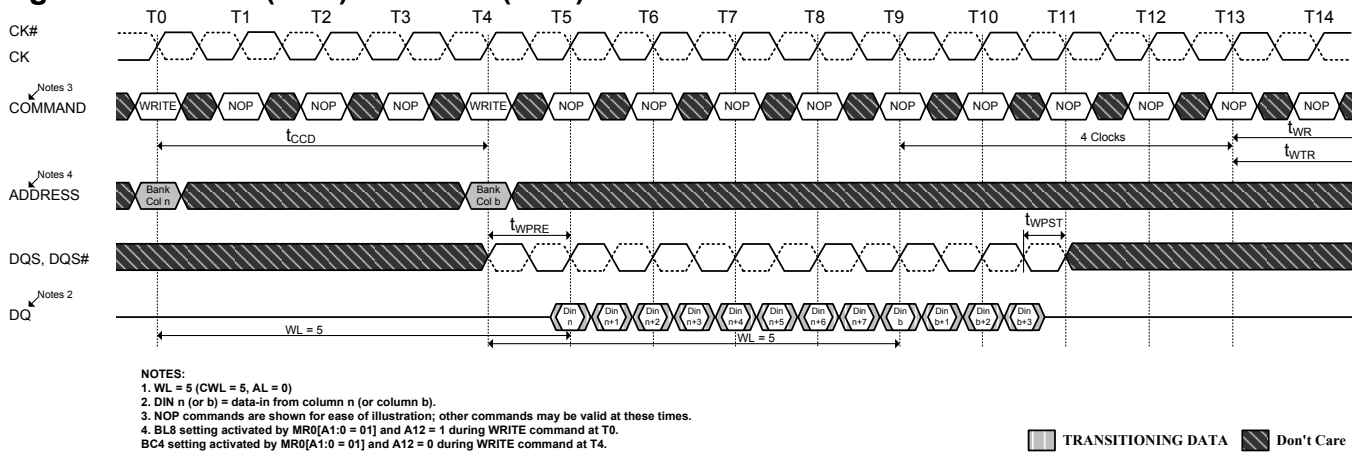 T0 T1 T2 T3 T4 T5 T6 T7 T8 T9 T10 T11 T12 T13 T14
CK#
CK
Notes 3
COMMAND
WRITE NOP NOP NOP WRITE NOP NOP NOP NOP NOP NOP NOP NOP NOP NOP
tCCD
4 Clocks
tWR
tWTR
Notes 4
ADDRESS
Bank
Col n
Bank
Col b
tWPRE
tWPST
DQS, DQS#
Notes 2
DQ
Din Din Din Din Din Din Din Din Din Din Din Din
n n+1 n+2 n+3 n+4 n+5 n+6 n+7 b b+1 b+2 b+3
WL = 5
WL = 5
NOTES:
1. WL = 5 (CWL = 5, AL = 0)
2. DIN n (or b) = data-in from column n (or column b).
3. NOP commands are shown for ease of illustration; other commands may be valid at these times.
4. BL8 setting activated by MR0[A1:0 = 01] and A12 = 1 during WRITE command at T0.
BC4 setting activated by MR0[A1:0 = 01] and A12 = 0 during WRITE command at T4.
TRANSITIONING DATA Don't Care